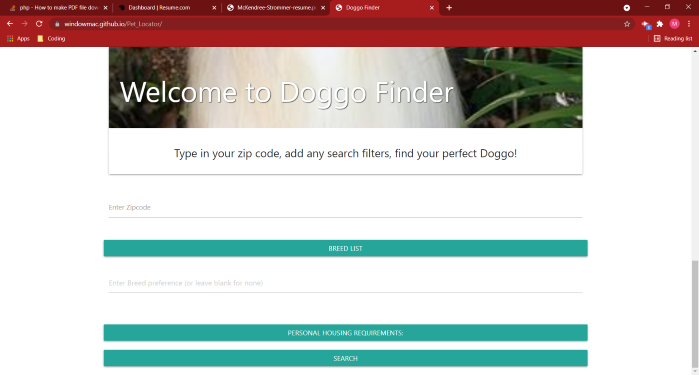 php - How to make PDF file dow
Dashboard | Resume.com
McKendree-Strommer-resume.p
Doggo Finder
windowmac.github.io/Pet_Locator/
M
Apps
Coding
Reading list
Welcome to Doggo Finder
Type in your zip code, add any search filters, find your perfect Doggo!
Enter Zipcode
BREED LIST
Enter Breed preference (or leave blank for none)
PERSONAL HOUSING REQUIREMENTS:
SEARCH